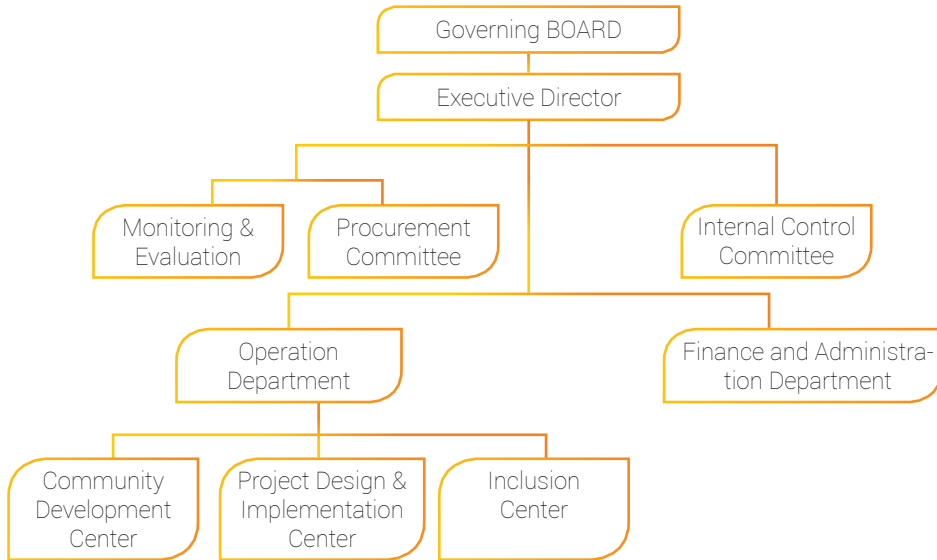 Governing BOARD
Executive Director
Monitoring &
Evaluation
Procurement
Committee
Internal Control
Committee
Operation
Department
Finance and Administra-
tion Department
Community
Development
Center
Project Design &
Implementation
Center
Inclusion
Center